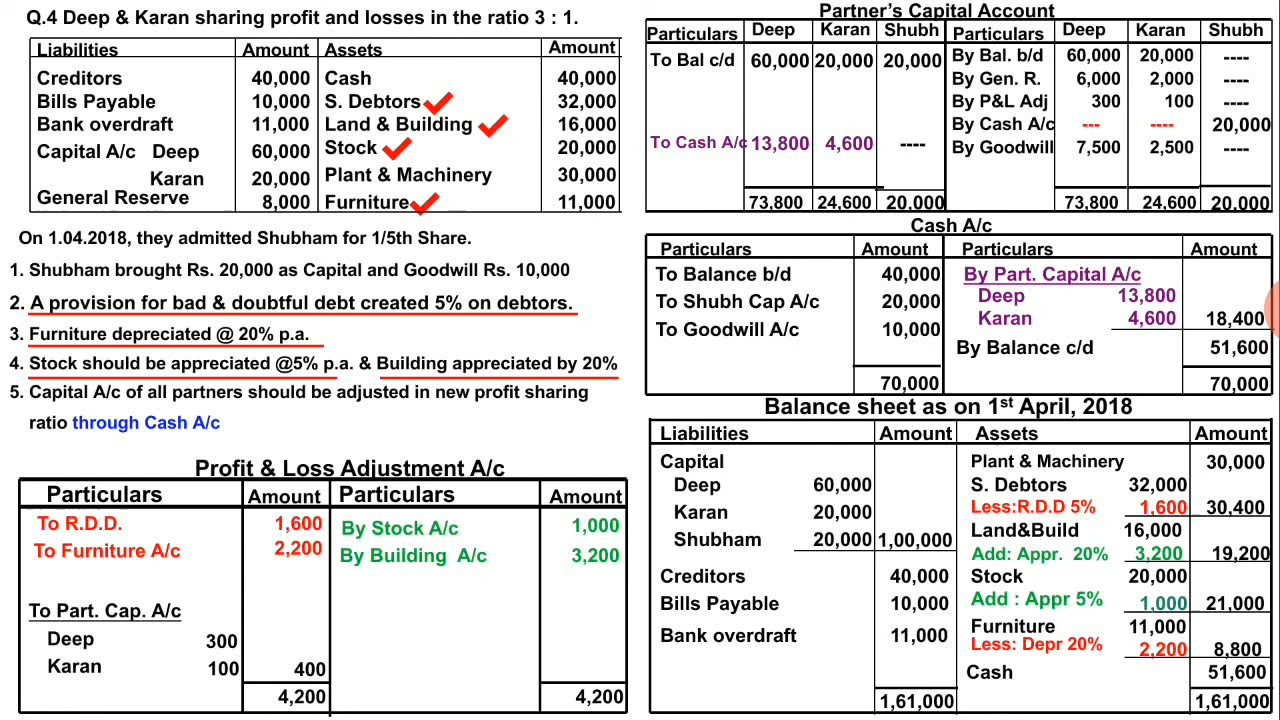 Q.4 Deep & Karan sharing profit and losses in the ratio 3 : 1.
Liabilities Amount Assets Amount
Creditors 40,000 Cash 40,000
Bills Payable 10,000 S. Debtors 32,000
Bank overdraft 11,000 Land & Building 16,000
Capital A/c Deep 60,000 Stock 20,000
Karan 20,000 Plant & Machinery 30,000
General Reserve 8,000 Furniture 11,000
On 1.04.2018, they admitted Shubham for 1/5th Share.
1. Shubham brought Rs. 20,000 as Capital and Goodwill Rs. 10,000
2. A provision for bad & doubtful debt created 5% on debtors.
3. Furniture depreciated @ 20% p.a.
4. Stock should be appreciated @5% p.a. & Building appreciated by 20%
5. Capital A/c of all partners should be adjusted in new profit sharing
ratio through Cash A/c
Profit & Loss Adjustment A/c
Particulars Amount Particulars Amount
To R.D.D. 1,600 By Stock A/c 1,000
To Furniture A/c 2,200 By Building A/c 3,200
To Part. Cap. A/c
Deep 300
Karan 100 400
4,200 4,200
Partner's Capital Account
Particulars Deep Karan Shubh Particulars Deep Karan Shubh
To Bal c/d 60,000 20,000 20,000 By Bal. b/d 60,000 20,000 ----
By Gen. R. 6,000 2,000 ----
By P&L Adj 300 100 ----
By Cash A/c --- ---- 20,000
To Cash A/c 13,800 4,600 ---- By Goodwill 7,500 2,500 ----
73,800 24,600 20,000 73,800 24,600 20,000
Cash A/c
Particulars Amount Particulars Amount
To Balance b/d 40,000 By Part. Capital A/c
To Shubh Cap A/c 20,000 Deep 13,800
To Goodwill A/c 10,000 Karan 4,600 18,400
By Balance c/d 51,600
70,000 70,000
Balance sheet as on 1st April, 2018
Liabilities Amount Assets Amount
Capital Plant & Machinery 30,000
Deep 60,000 S. Debtors 32,000
Karan 20,000 Less:R.D.D 5% 1,600 30,400
Land&Build 16,000
Shubham 20,000 1,00,000 Add: Appr. 20% 3,200 19,200
Creditors 40,000 Stock 20,000
Bills Payable 10,000 Add : Appr 5% 1,000 21,000
Bank overdraft 11,000 Furniture 11,000
Less: Depr 20% 2,200 8,800
Cash 51,600
1,61,000 1,61,000